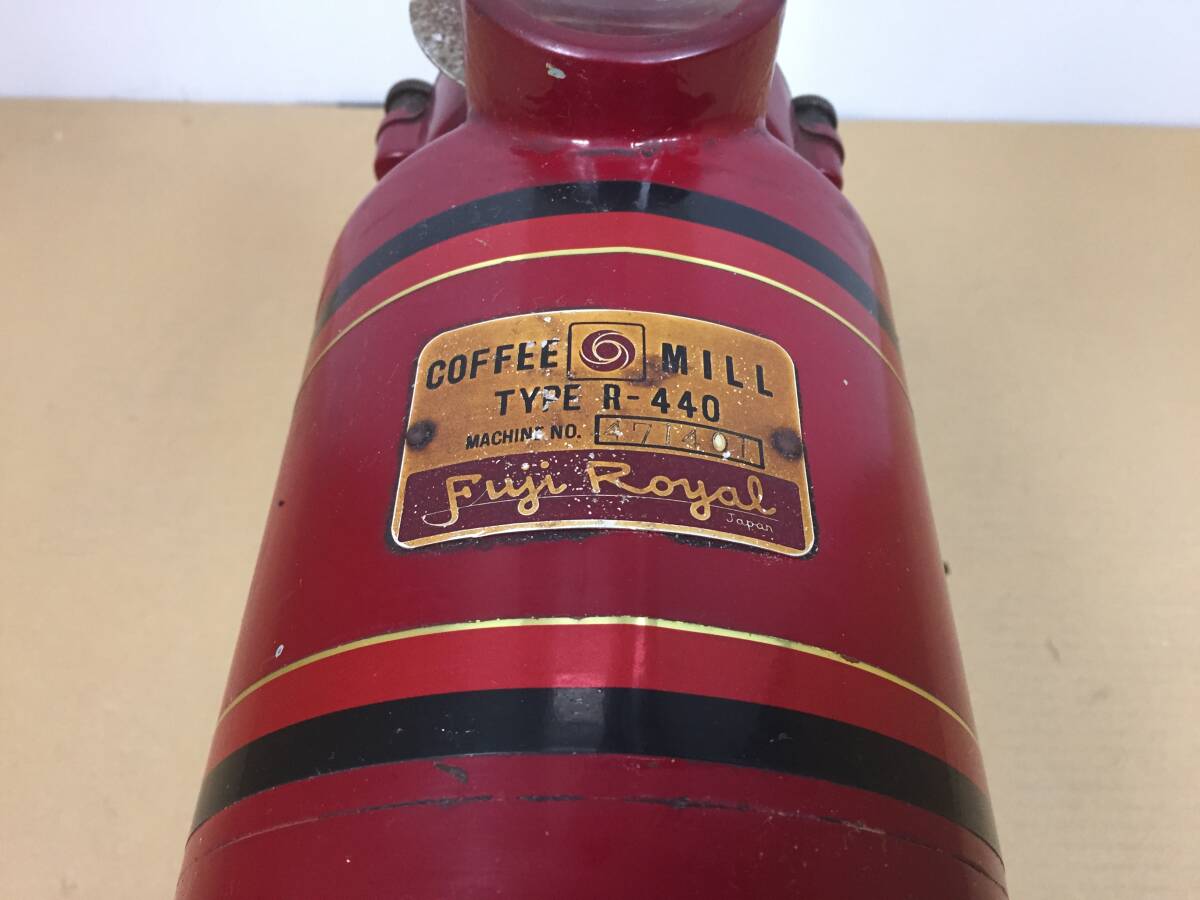 COFFEE MILL
TYPE R-440
MACHINE NO. 471401
Fuji Royal
Japan